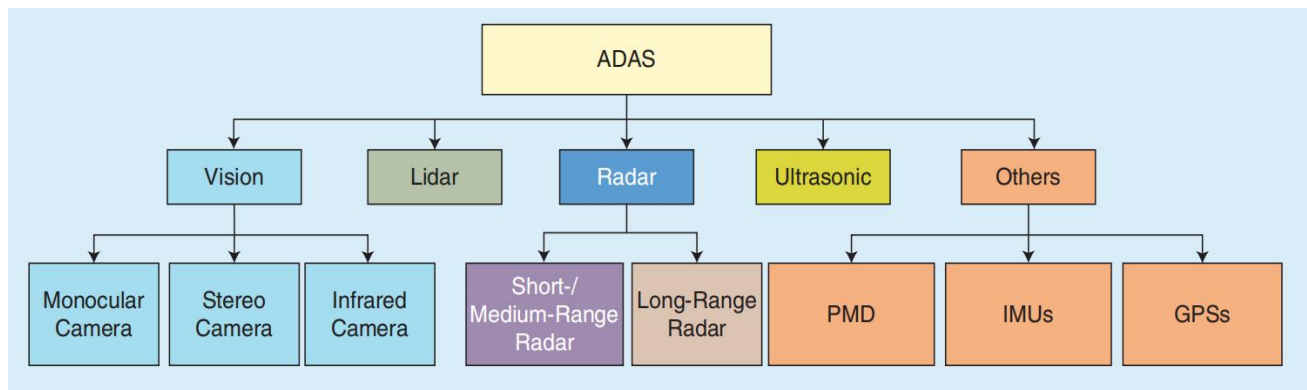 ADAS
Vision
Lidar
Radar
Ultrasonic
Others
Monocular
Camera
Stereo
Camera
Infrared
Camera
Short-/
Medium-Range
Radar
Long-Range
Radar
PMD
IMUs
GPSs